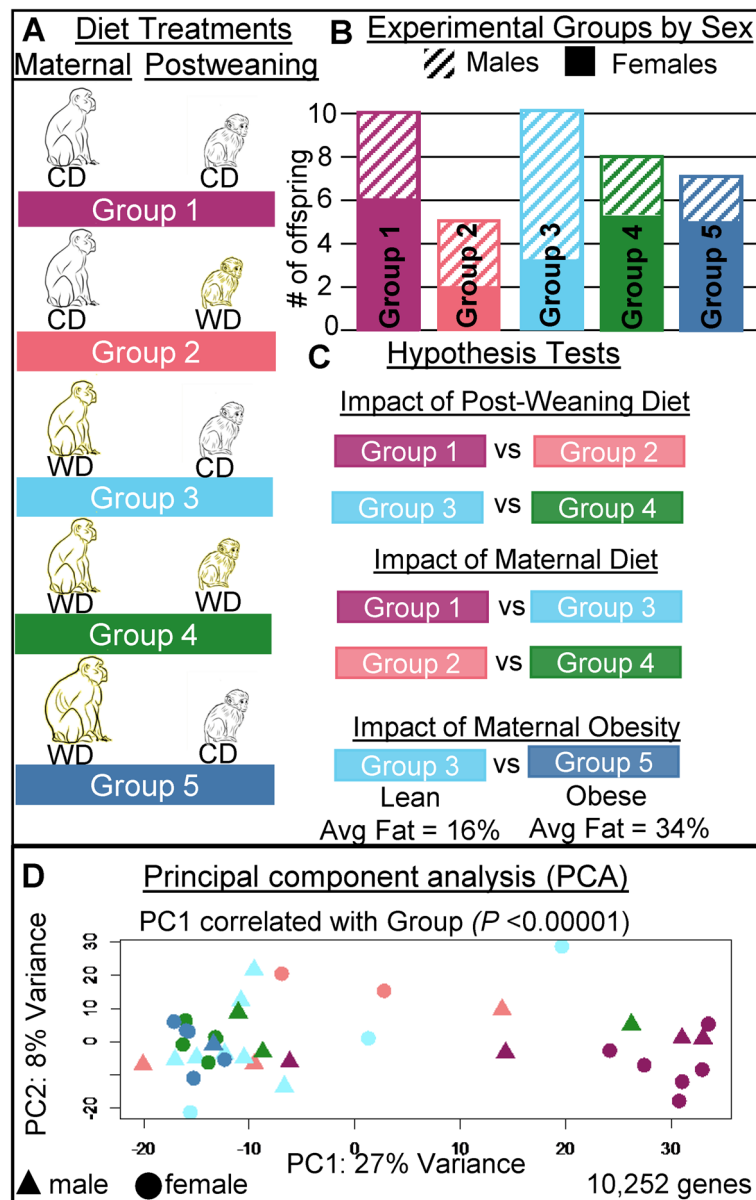 A Diet Treatments
Maternal Postweaning
CD CD
Group 1
CD WD
Group 2
WD CD
Group 3
WD WD
Group 4
WD CD
Group 5
B Experimental Groups by Sex
Males Females
# of offspring
10
8
6
4
2
0
Group 1
Group 2
Group 3
Group 4
Group 5
C Hypothesis Tests
Impact of Post-Weaning Diet
Group 1 vs Group 2
Group 3 vs Group 4
Impact of Maternal Diet
Group 1 vs Group 3
Group 2 vs Group 4
Impact of Maternal Obesity
Group 3 vs Group 5
Lean Obese
Avg Fat = 16% Avg Fat = 34%
D Principal component analysis (PCA)
PC1 correlated with Group (P <0.00001)
PC2: 8% Variance
30
20
10
0
-20
-20 -10 0 10 20 30
PC1: 27% Variance
male female 10,252 genes